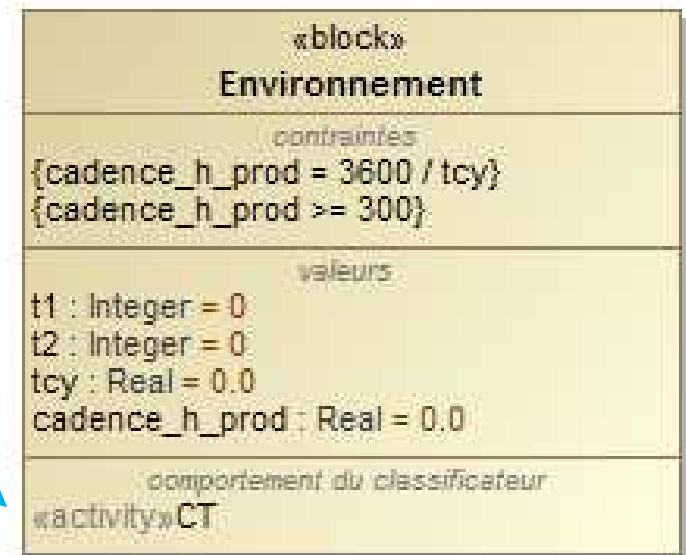 «block»
Environnement
contraintes
{cadence_h_prod = 3600 / tcy}
{cadence_h_prod >= 300}
valeurs
t1 : Integer = 0
t2 : Integer = 0
tcy : Real = 0.0
cadence_h_prod : Real = 0.0
comportement du classificateur
«activity»CT